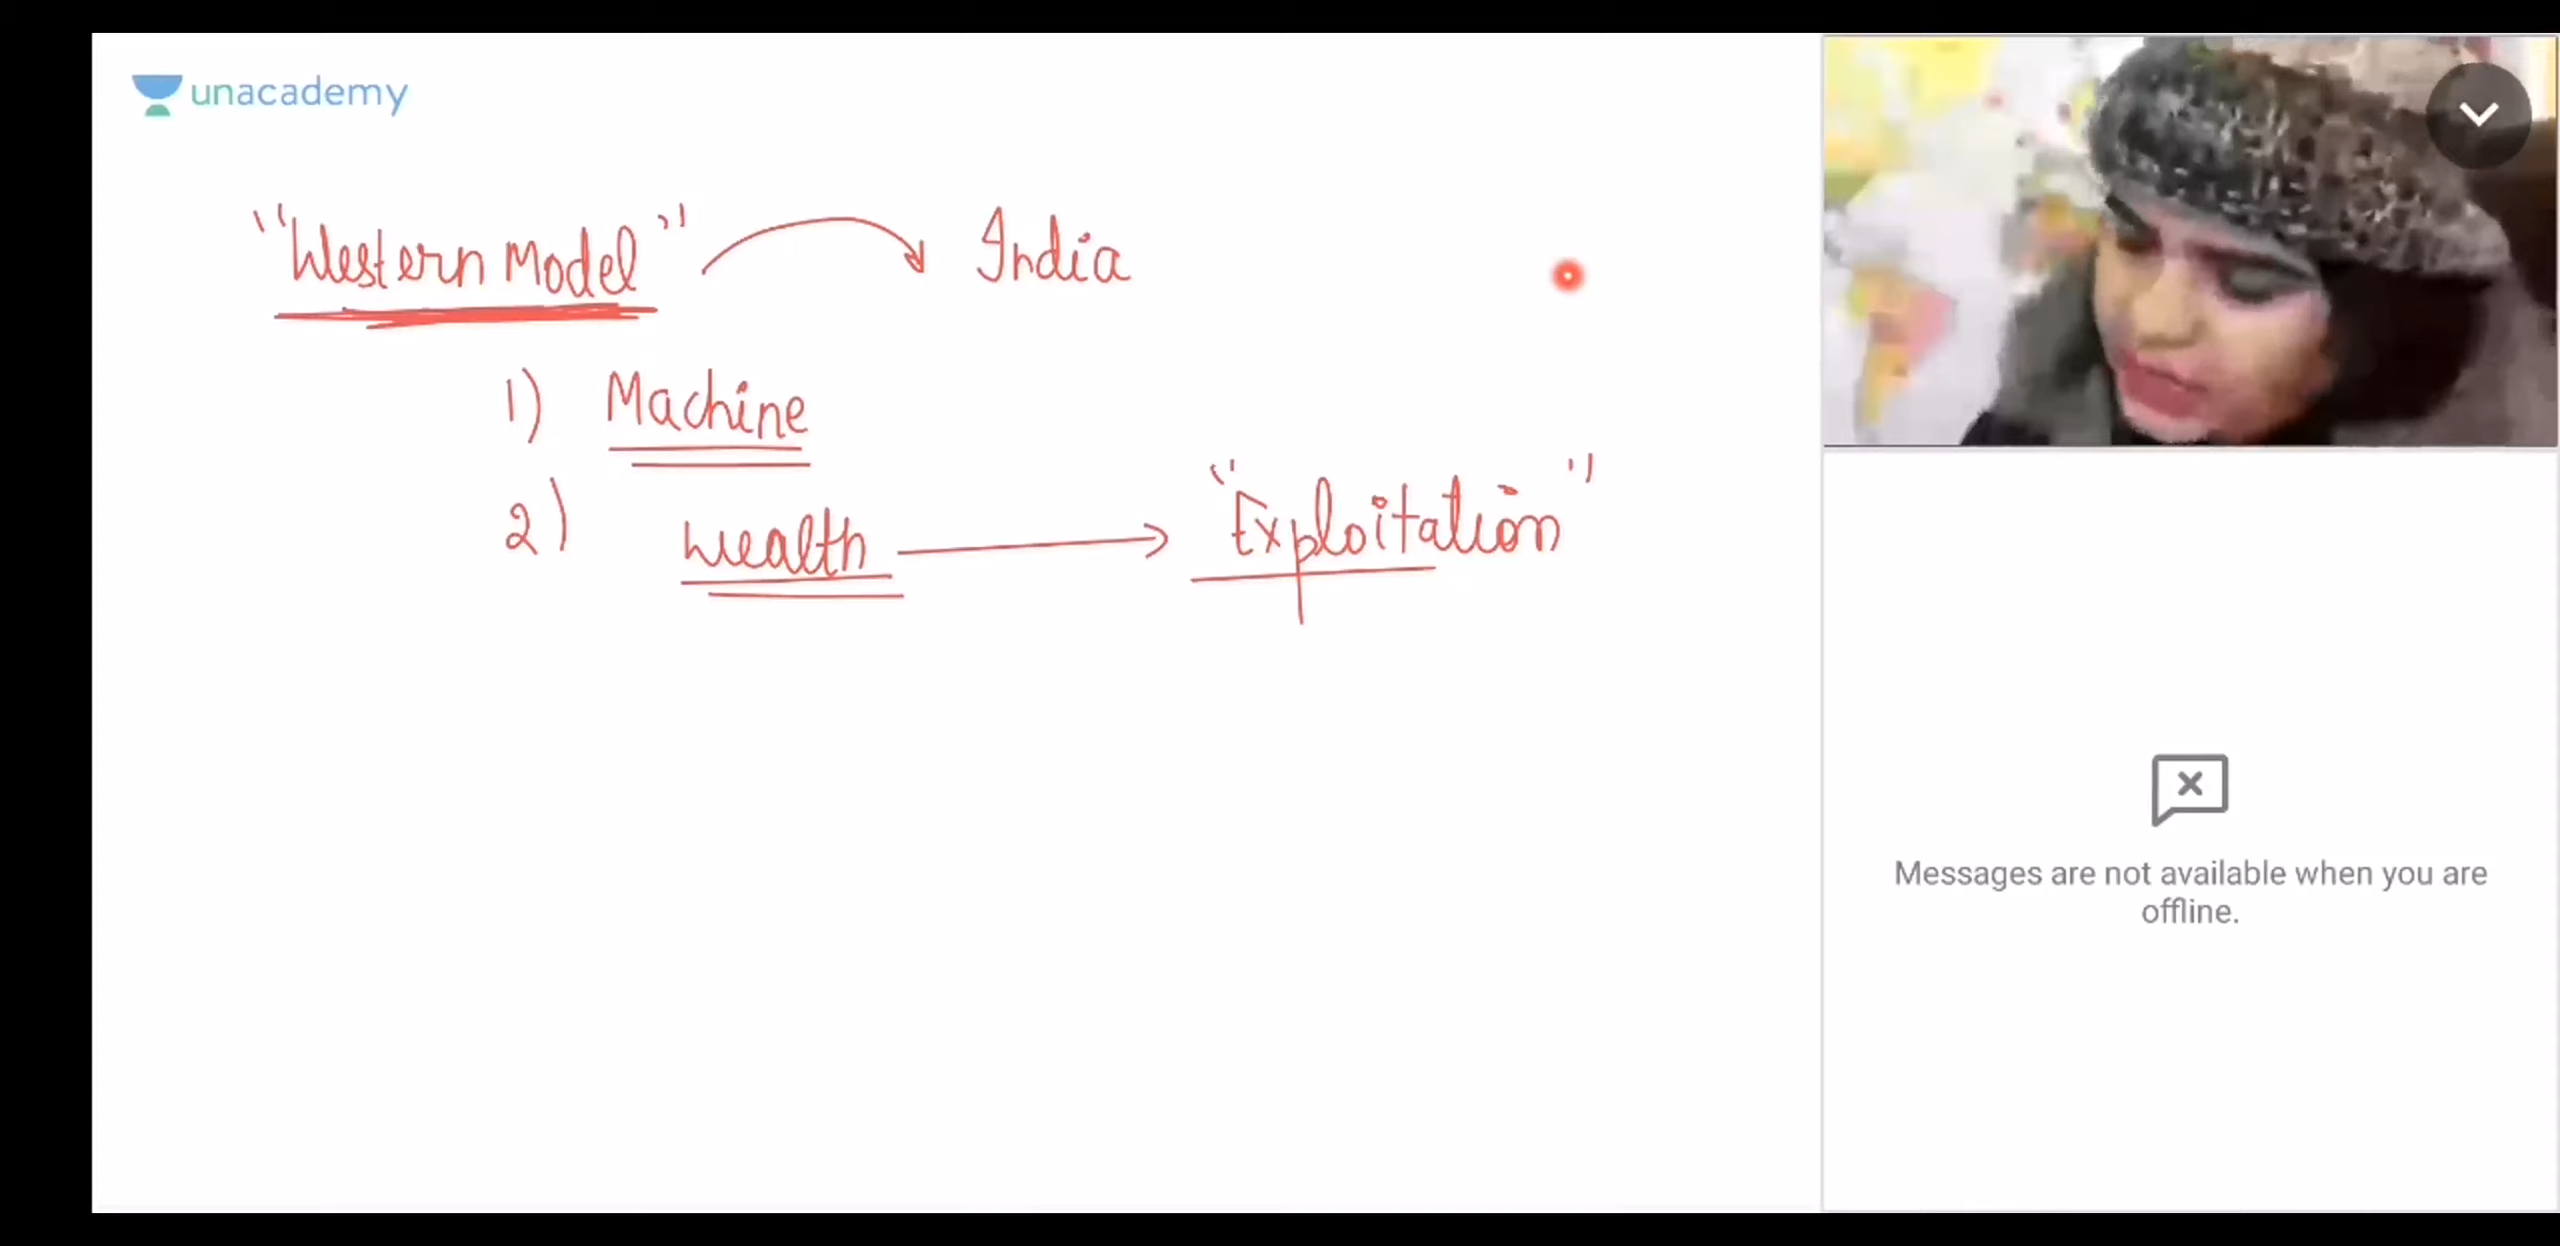 unacademy
"Western Model" → India
1) Machine
2) Wealth → "Exploitation"
Messages are not available when you are
offline.